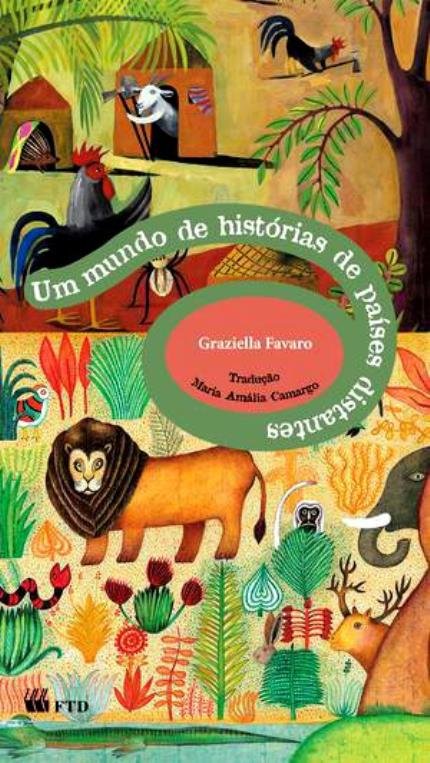 Um mundo de histórias de países distantes
Graziella Favaro
Tradução
Maria Amália Camargo
FTD